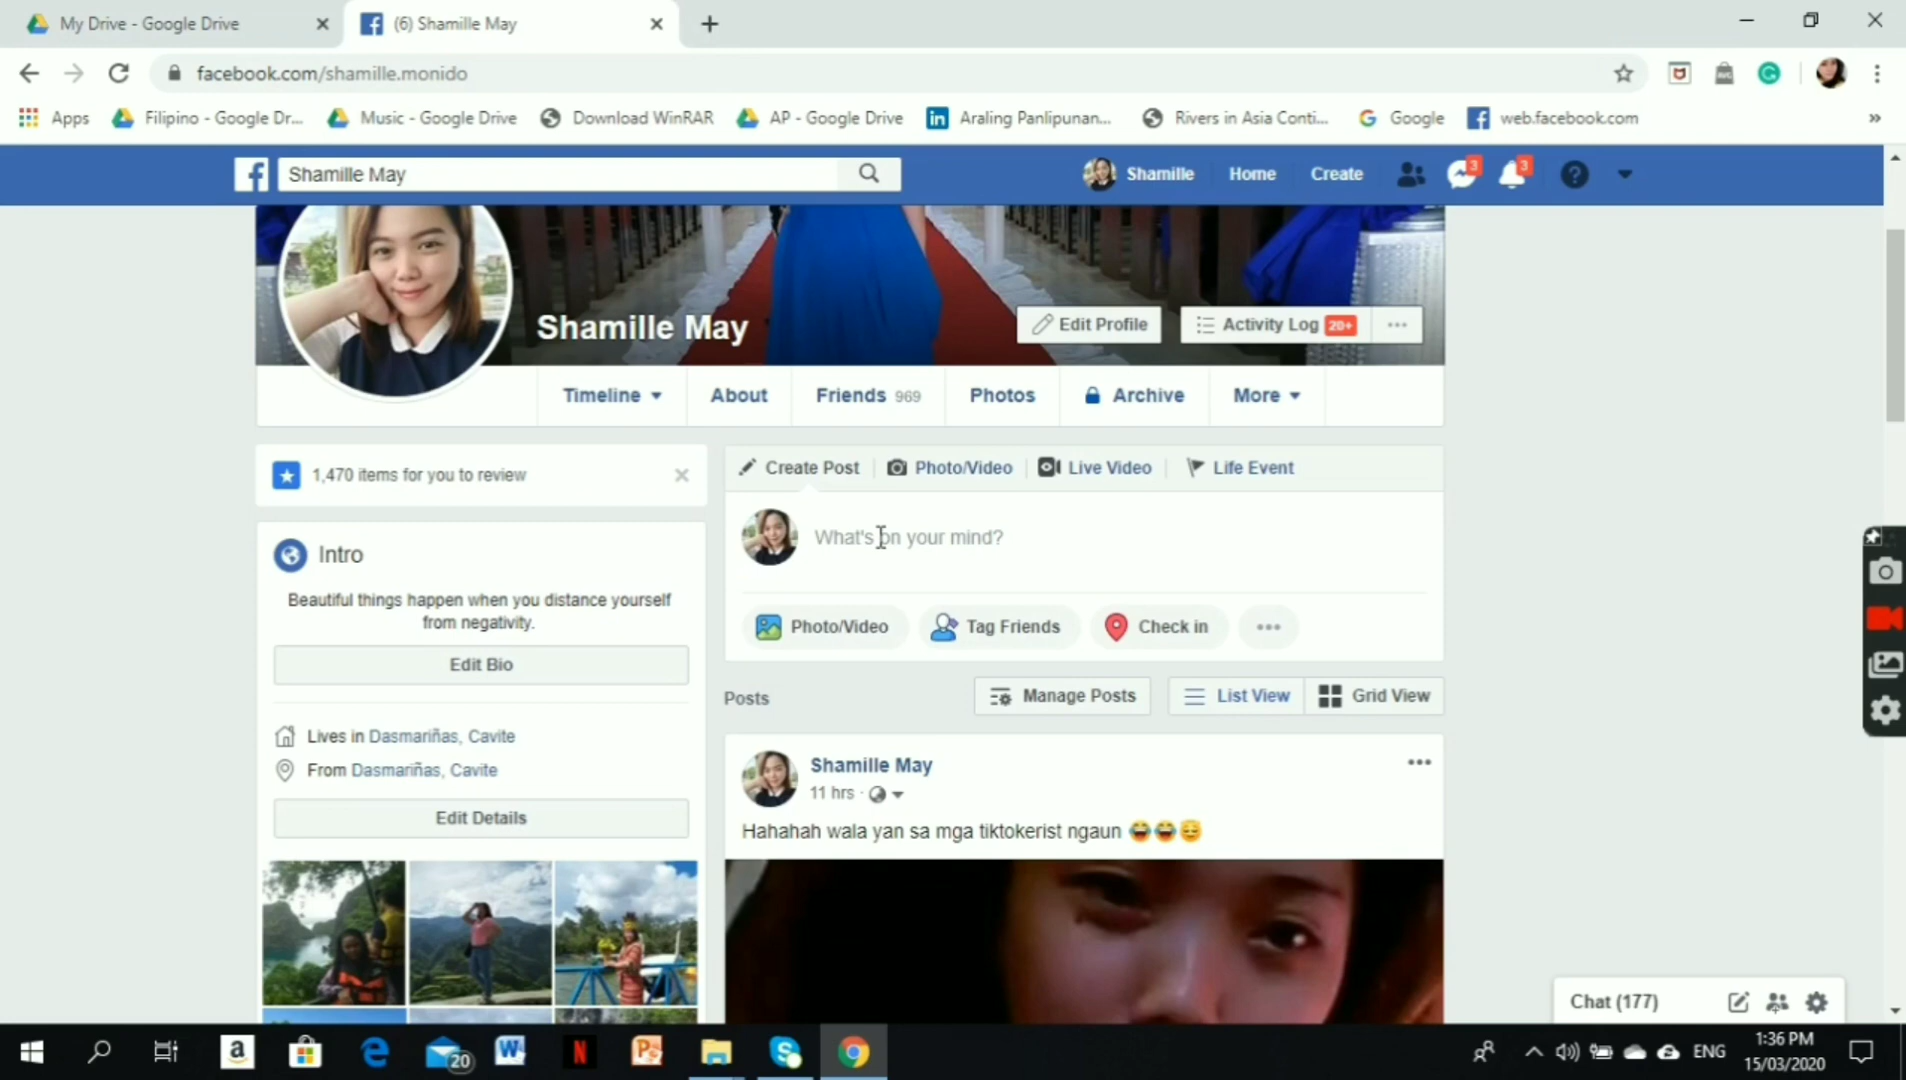 My Drive - Google Drive
(6) Shamille May
facebook.com/shamille.monido
Apps
Filipino - Google Dr...
Music - Google Drive
Download WinRAR
AP - Google Drive
Araling Panlipunan...
Rivers in Asia Conti...
Google
web.facebook.com
Shamille May
Shamille
Home
Create
3
3
Shamille May
Edit Profile
Activity Log 20+
Timeline
About
Friends 969
Photos
Archive
More
1,470 items for you to review
Create Post
Photo/Video
Live Video
Life Event
What's on your mind?
Intro
Beautiful things happen when you distance yourself
from negativity.
Edit Bio
Photo/Video
Tag Friends
Check in
Posts
Manage Posts
List View
Grid View
Lives in Dasmariñas, Cavite
From Dasmariñas, Cavite
Edit Details
Shamille May
11 hrs ·
Hahahah wala yan sa mga tiktokerist ngaun 😂😂😇
Chat (177)
20
ENG
1:36 PM
15/03/2020